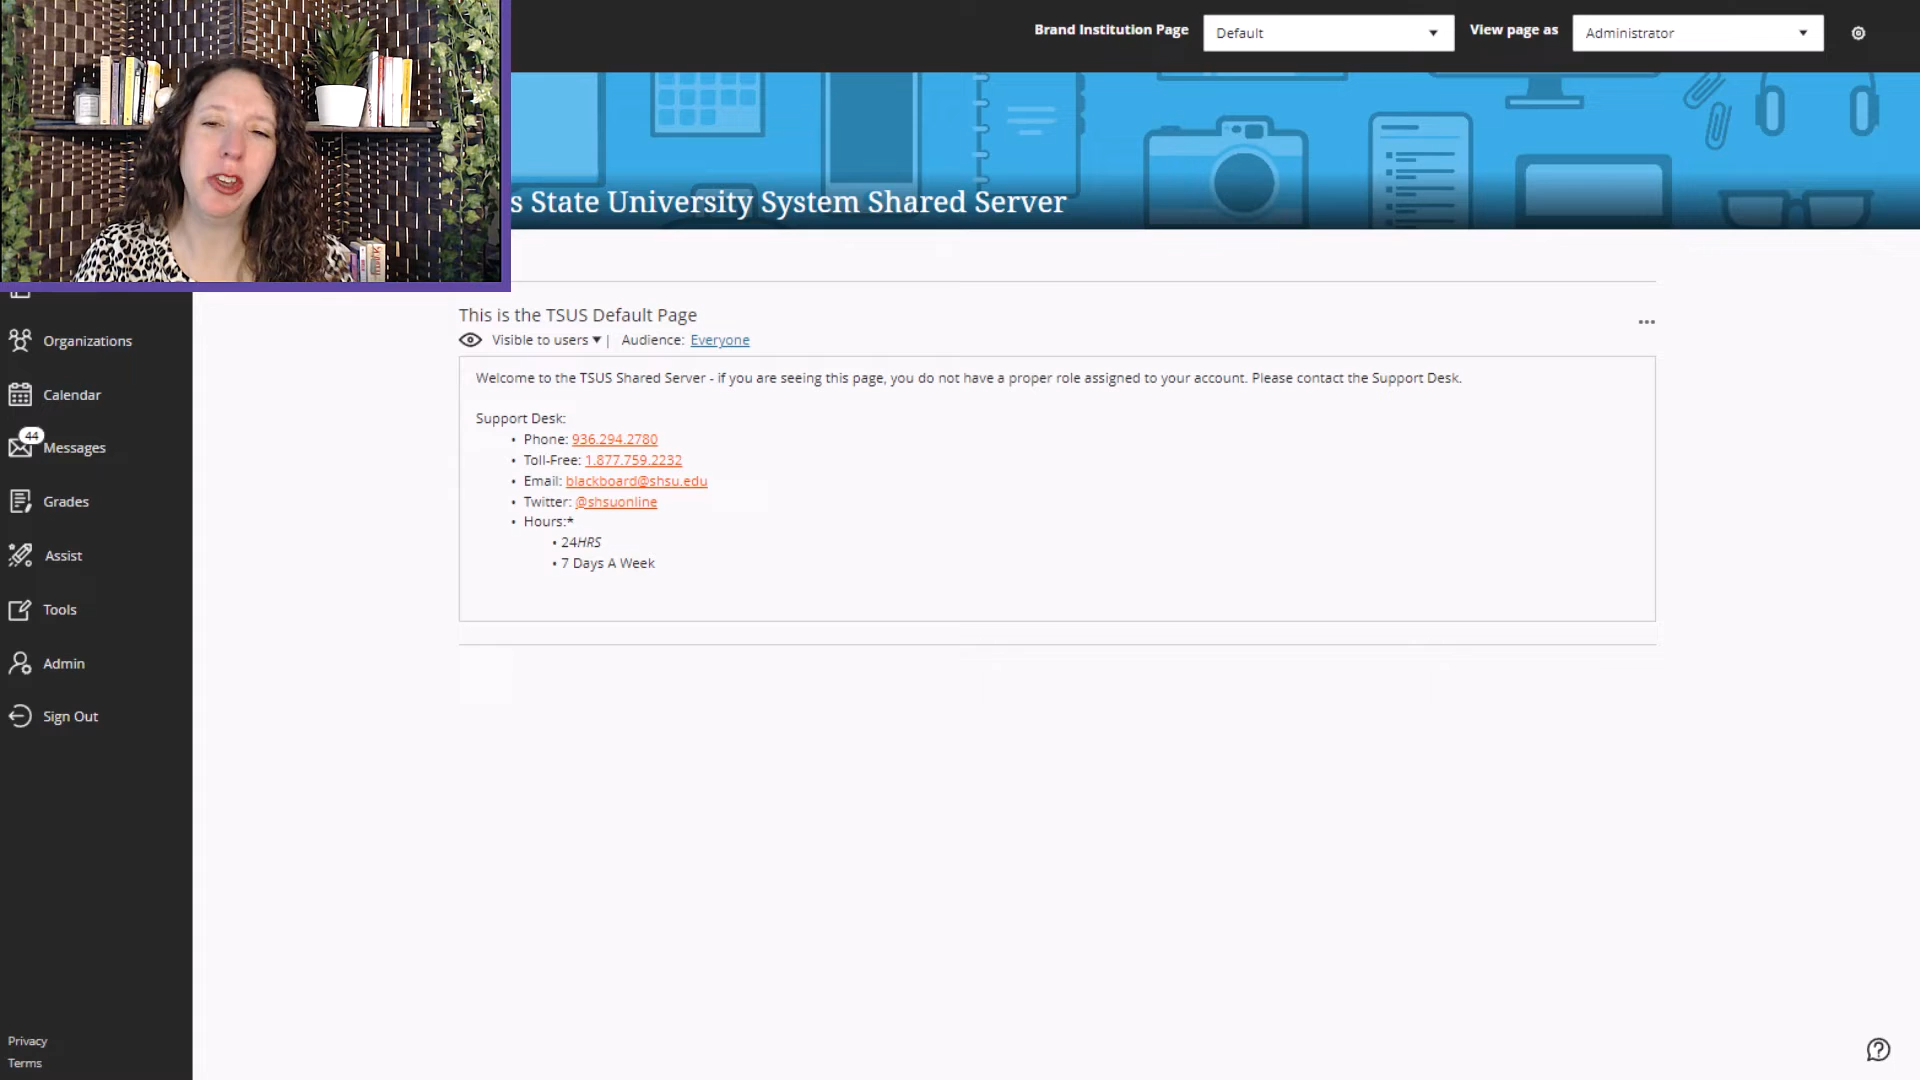 Brand Institution Page
Default
View page as
Administrator
s State University System Shared Server
This is the TSUS Default Page
Visible to users
Audience: Everyone
Welcome to the TSUS Shared Server - if you are seeing this page, you do not have a proper role assigned to your account. Please contact the Support Desk.
Support Desk:
• Phone: 936.294.2780
• Toll-Free: 1.877.759.2232
• Email: blackboard@shsu.edu
• Twitter: @shsuonline
• Hours:*
• 24HRS
• 7 Days A Week
Organizations
Calendar
44
Messages
Grades
Assist
Tools
Admin
Sign Out
Privacy
Terms